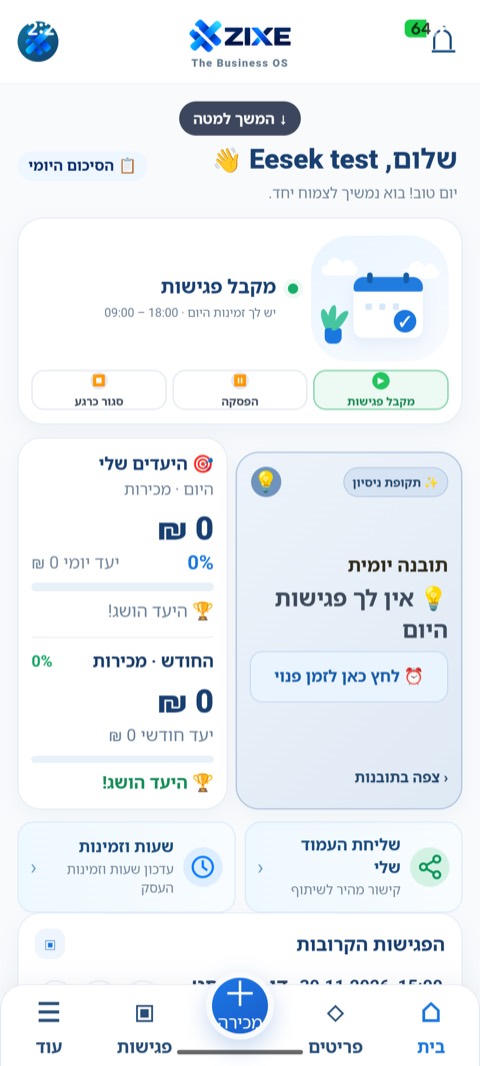 64
ZIXE
The Business OS
↓ המשך למטה
שלום, Eesek test 👋
📋 הסיכום היומי
יום טוב! בוא נמשיך לצמוח יחד.
מקבל פגישות
יש לך זמינות היום · 18:00 – 09:00
מקבל פגישות
הפסקה
סגור כרגע
✨ תקופת ניסיון
תובנה יומית
💡 אין לך פגישות
היום
⏰ לחץ כאן לזמן פנוי
‹ צפה בתובנות
🎯 היעדים שלי
היום · מכירות
0 ₪
0%
יעד יומי 0 ₪
🏆 היעד הושג!
החודש · מכירות
0%
0 ₪
יעד חודשי 0 ₪
🏆 היעד הושג!
שליחת העמוד
שלי
קישור מהיר לשיתוף
שעות וזמינות
עדכון שעות וזמינות
העסק
הפגישות הקרובות
בית
פריטים
מכירה
פגישות
עוד